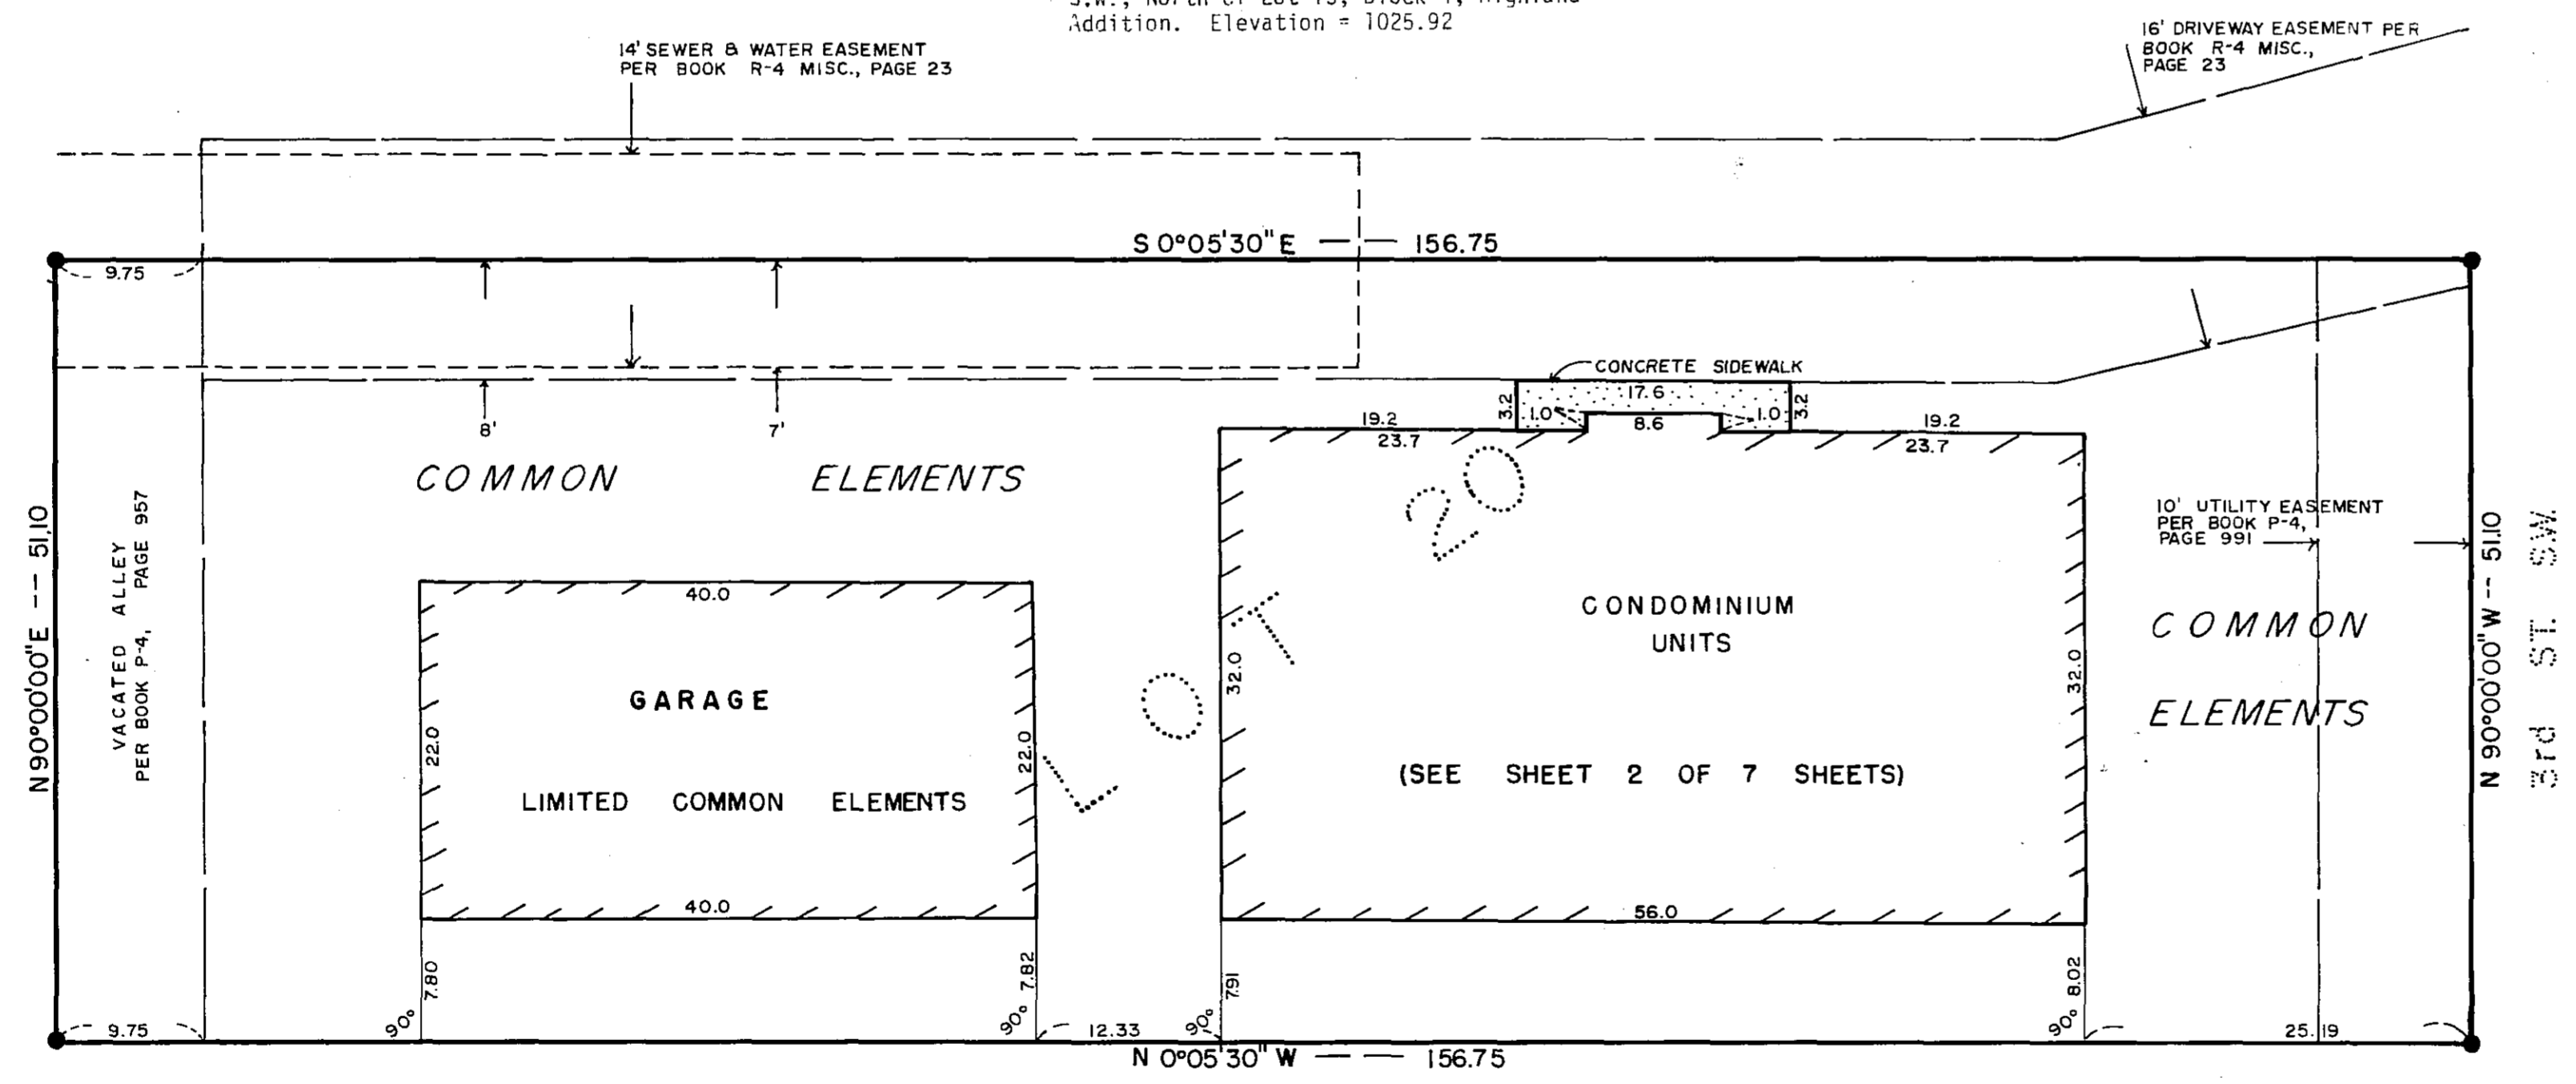 S.W., North of Lot 19, Block 4, Highland
Addition. Elevation = 1025.92
14' SEWER & WATER EASEMENT
PER BOOK R-4 MISC., PAGE 23
16' DRIVEWAY EASEMENT PER
BOOK R-4 MISC.,
PAGE 23
S 0°05'30"E — — 156.75
9.75
8'
7'
CONCRETE SIDEWALK
17.6
3.2
1.0
1.0
3.2
8.6
19.2
23.7
19.2
23.7
COMMON ELEMENTS
N90°00'00"E -- 51.10
VACATED ALLEY
PER BOOK P-4, PAGE 957
40.0
GARAGE
LIMITED COMMON ELEMENTS
22.0
22.0
40.0
LOT 20
32.0
CONDOMINIUM
UNITS
(SEE SHEET 2 OF 7 SHEETS)
32.0
56.0
10' UTILITY EASEMENT
PER BOOK P-4,
PAGE 991
COMMON
ELEMENTS
N 90°00'00"W -- 51.10
3rd ST. S.W.
7.80
7.82
7.91
8.02
90°
90°
90°
90°
9.75
12.33
25.19
N 0°05'30"W — — 156.75